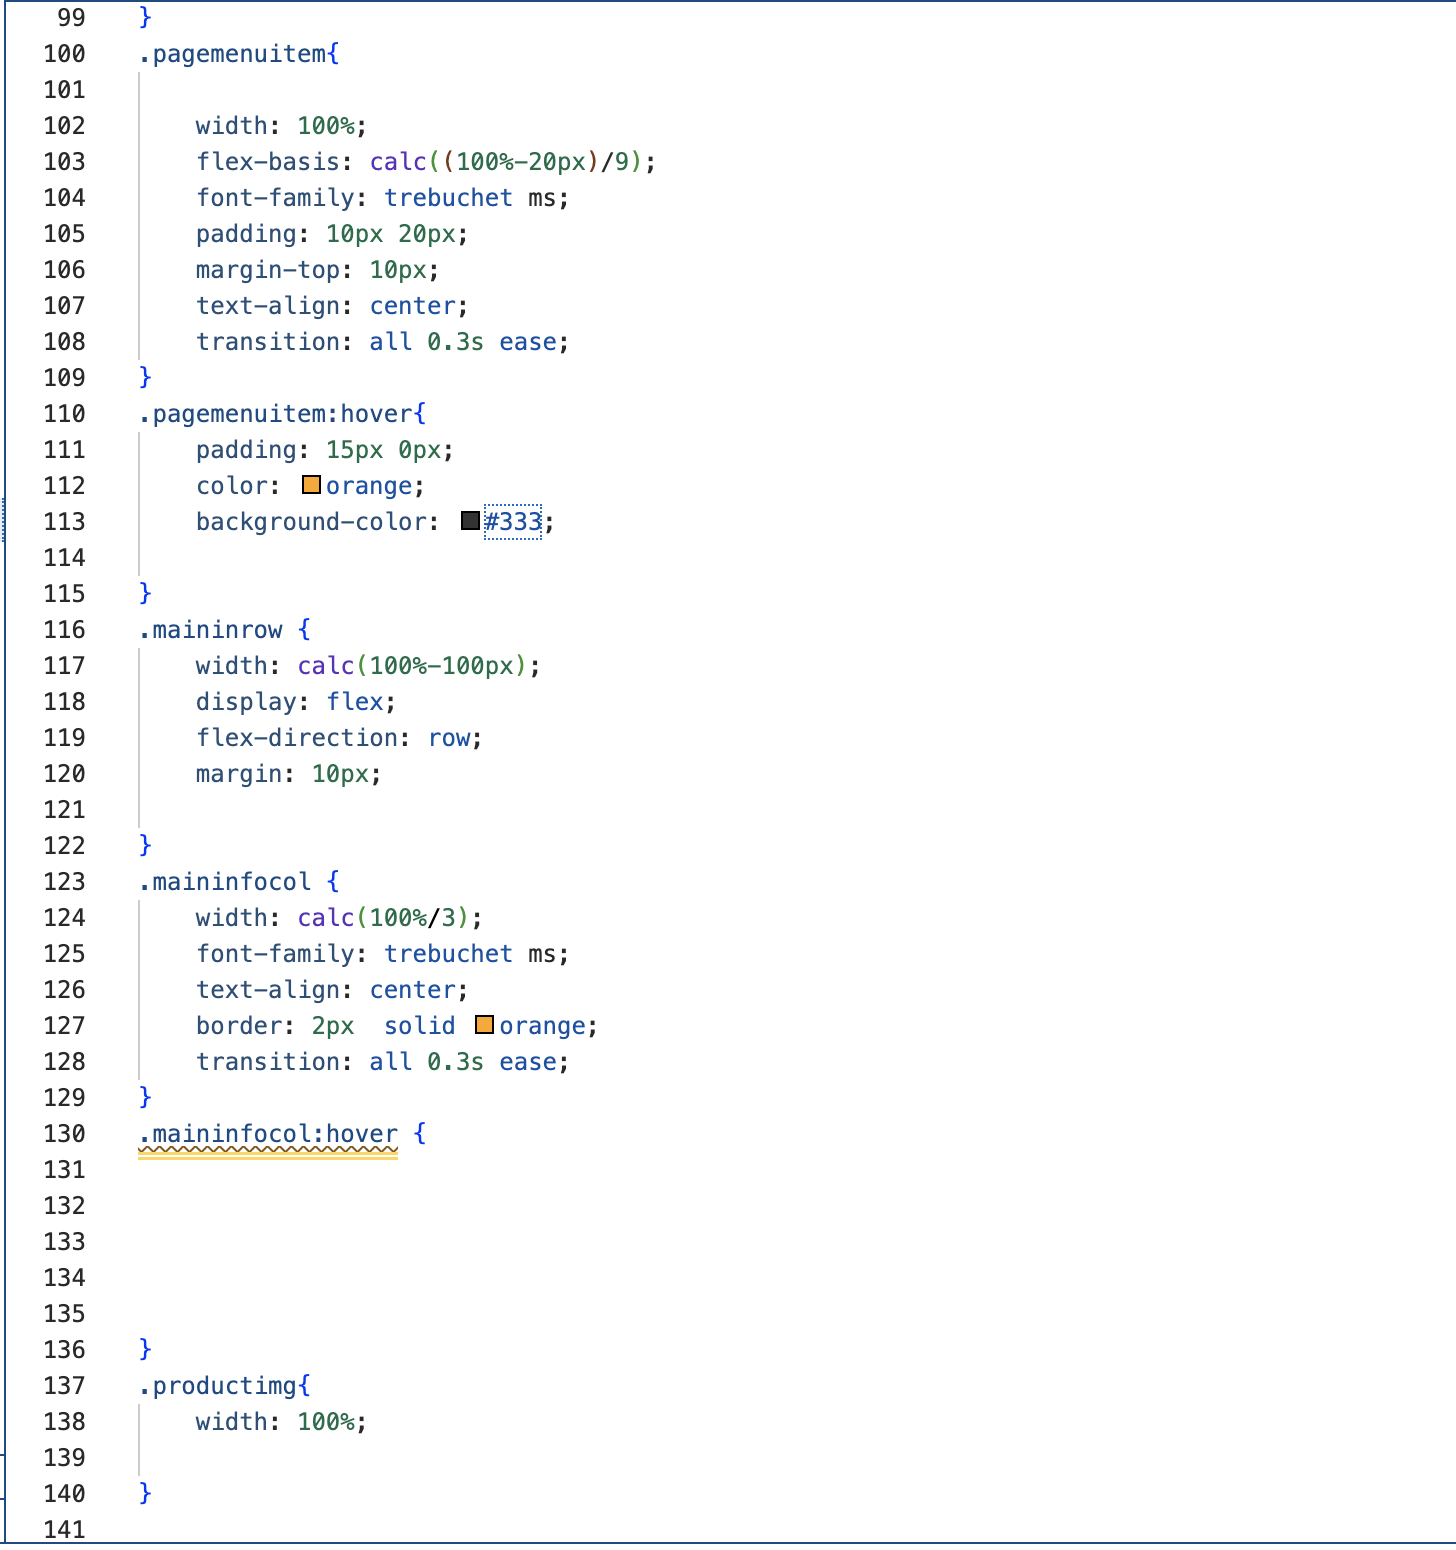 99 }
100 .pagemenuitem{
101
102 width: 100%;
103 flex-basis: calc((100%-20px)/9);
104 font-family: trebuchet ms;
105 padding: 10px 20px;
106 margin-top: 10px;
107 text-align: center;
108 transition: all 0.3s ease;
109 }
110 .pagemenuitem:hover{
111 padding: 15px 0px;
112 color: orange;
113 background-color: #333;
114
115 }
116 .maininrow {
117 width: calc(100%-100px);
118 display: flex;
119 flex-direction: row;
120 margin: 10px;
121
122 }
123 .maininfocol {
124 width: calc(100%/3);
125 font-family: trebuchet ms;
126 text-align: center;
127 border: 2px  solid orange;
128 transition: all 0.3s ease;
129 }
130 .maininfocol:hover {
131
132
133
134
135
136 }
137 .productimg{
138 width: 100%;
139
140 }
141